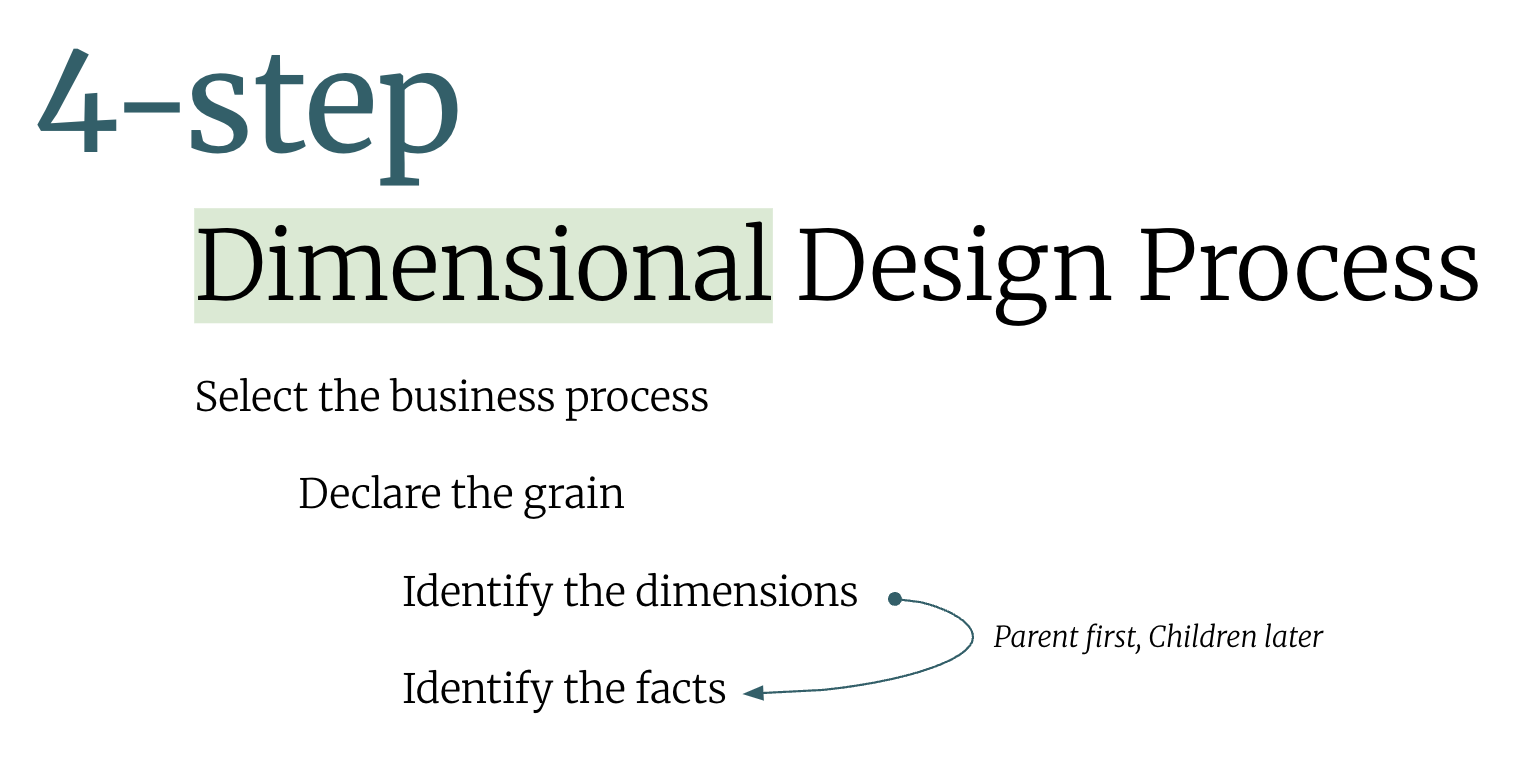 4-step
Dimensional Design Process
Select the business process
Declare the grain
Identify the dimensions
Parent first, Children later
Identify the facts